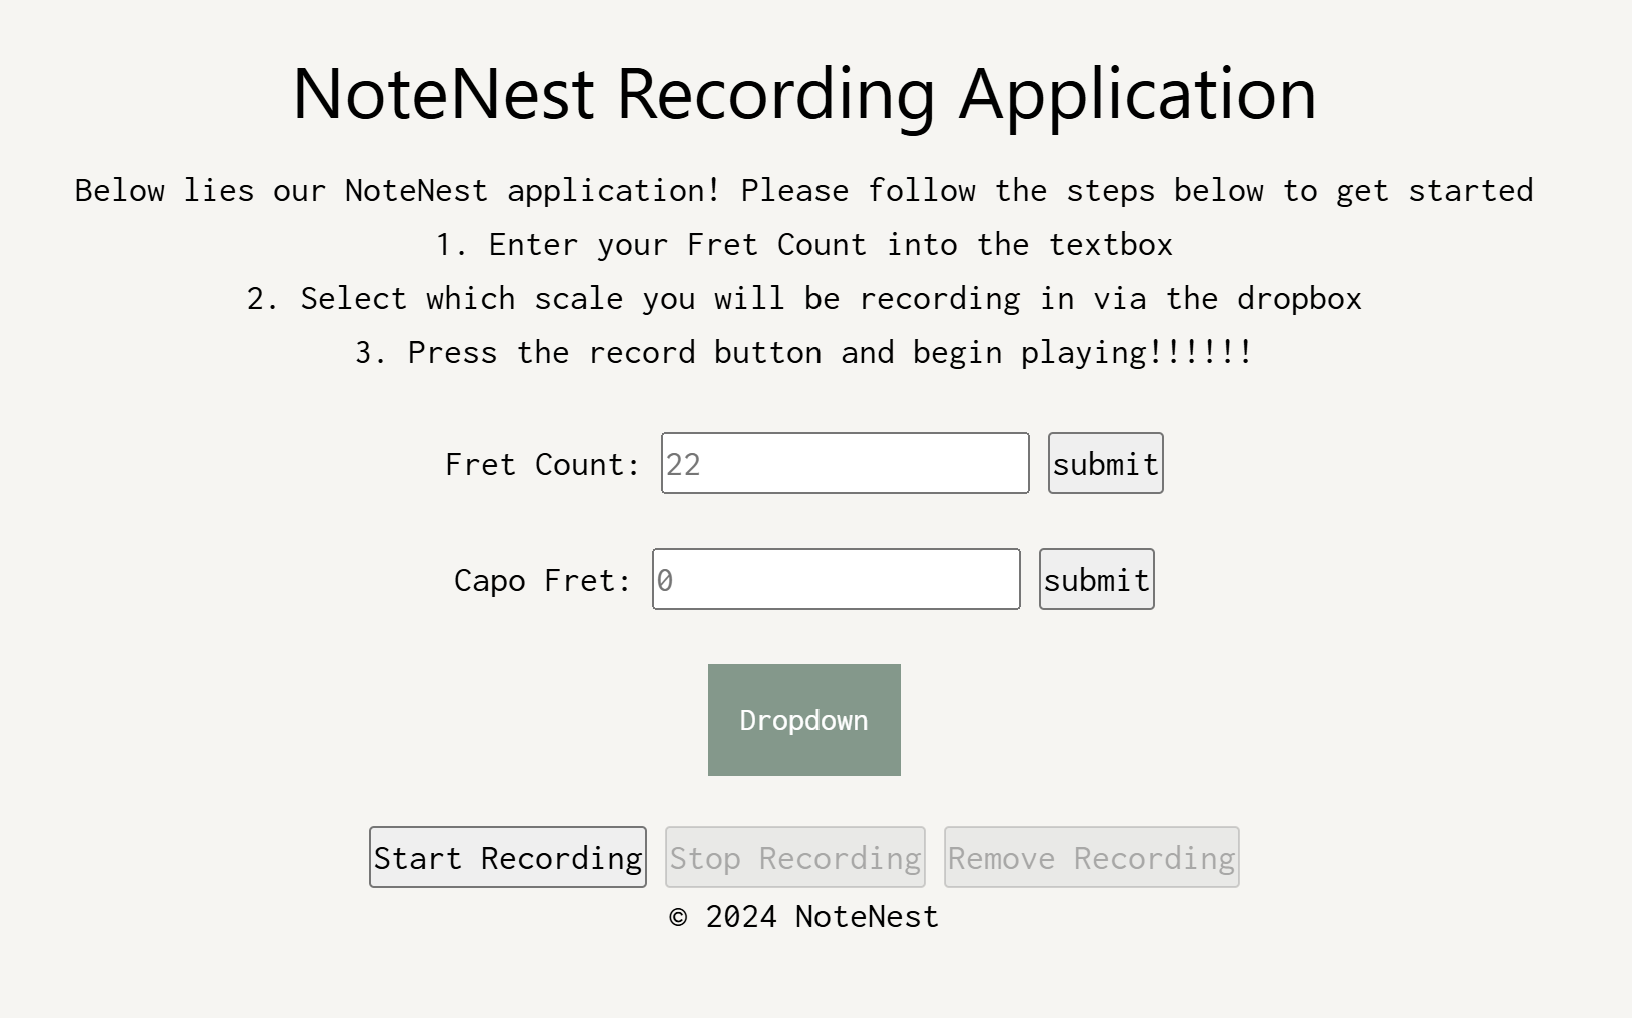 NoteNest Recording Application
Below lies our NoteNest application! Please follow the steps below to get started
1. Enter your Fret Count into the textbox
2. Select which scale you will be recording in via the dropbox
3. Press the record button and begin playing!!!!!!
Fret Count: 22 submit
Capo Fret: 0 submit
Dropdown
Start Recording Stop Recording Remove Recording
© 2024 NoteNest